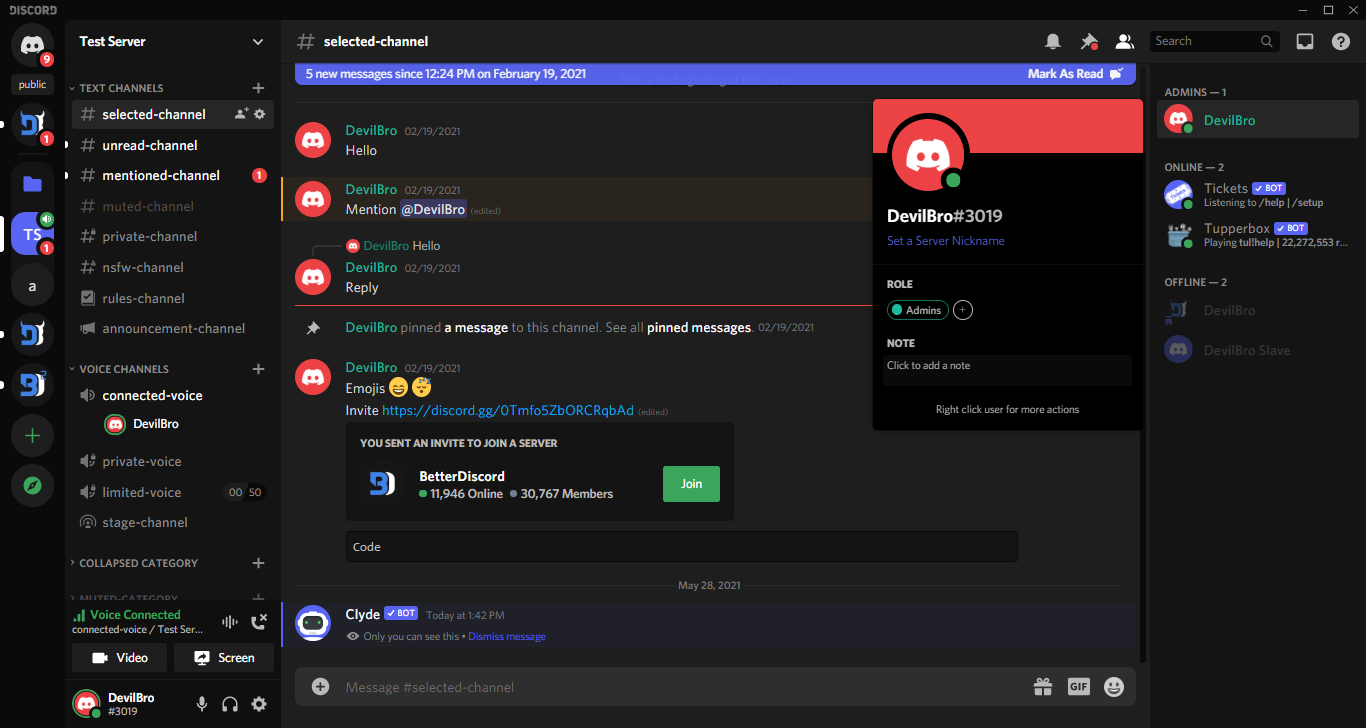 DISCORD
9
public
1
TS
1
a
Test Server
TEXT CHANNELS
selected-channel
unread-channel
mentioned-channel
1
muted-channel
private-channel
nsfw-channel
rules-channel
announcement-channel
VOICE CHANNELS
connected-voice
DevilBro
private-voice
limited-voice
00 50
stage-channel
COLLAPSED CATEGORY
MUTED CATEGORY
Voice Connected
connected-voice / Test Ser...
Video
Screen
DevilBro
#3019
selected-channel
Search
5 new messages since 12:24 PM on February 19, 2021
Mark As Read
DevilBro 02/19/2021
Hello
DevilBro 02/19/2021
Mention @DevilBro (edited)
DevilBro Hello
DevilBro 02/19/2021
Reply
DevilBro pinned a message to this channel. See all pinned messages. 02/19/2021
DevilBro 02/19/2021
Emojis 😄 😴
Invite https://discord.gg/0Tmfo5ZbORCRqbAd (edited)
YOU SENT AN INVITE TO JOIN A SERVER
BetterDiscord
11,946 Online 30,767 Members
Join
Code
May 28, 2021
Clyde BOT Today at 1:42 PM
Only you can see this • Dismiss message
Message #selected-channel
GIF
DevilBro#3019
Set a Server Nickname
ROLE
Admins
NOTE
Click to add a note
Right click user for more actions
ADMINS — 1
DevilBro
ONLINE — 2
Tickets BOT
Listening to /help | /setup
Tupperbox BOT
Playing tul!help | 22,272,553 r...
OFFLINE — 2
DevilBro
DevilBro Slave